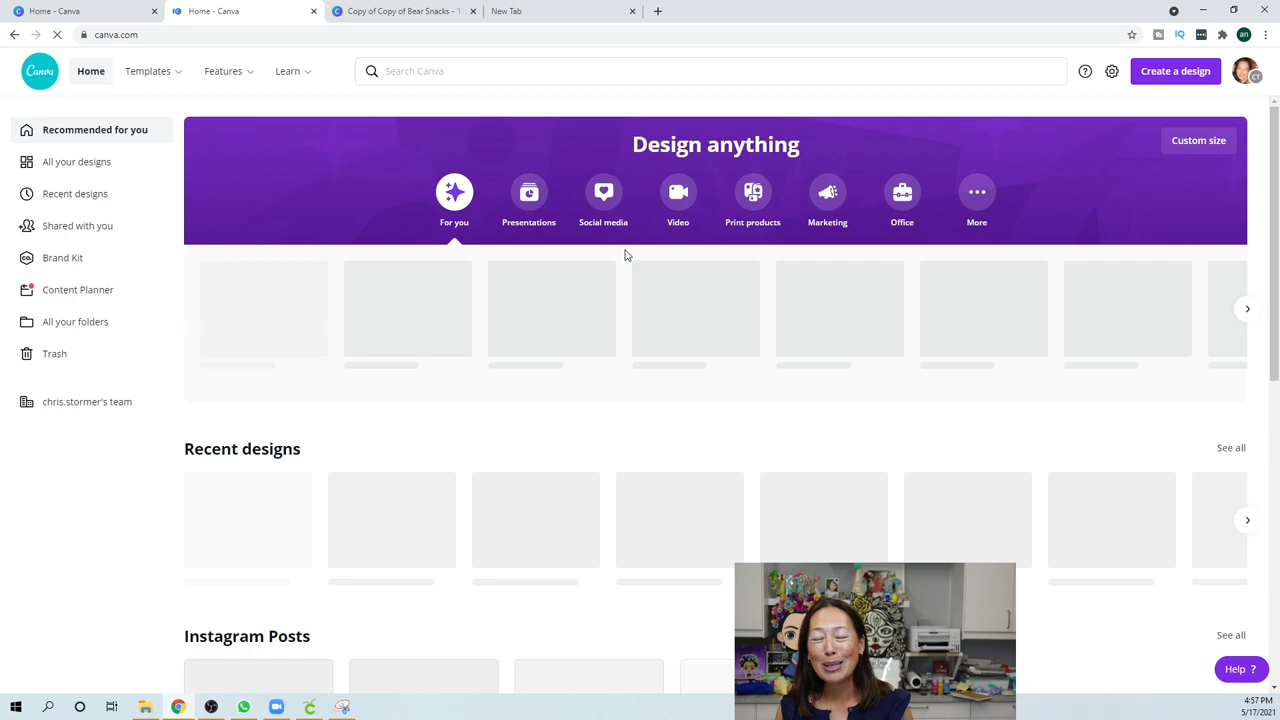 Home - Canva
Home - Canva
Copy of Copy of Bear Snacks - 1
New Tab
canva.com
IQ
an
Canva
Home
Templates
Features
Learn
Search Canva
Create a design
CT
Recommended for you
All your designs
Recent designs
Shared with you
Brand Kit
Content Planner
All your folders
Trash
chris.stormer's team
Design anything
Custom size
For you
Presentations
Social media
Video
Print products
Marketing
Office
More
Recent designs
See all
Instagram Posts
See all
Help ?
4:57 PM
5/17/2021